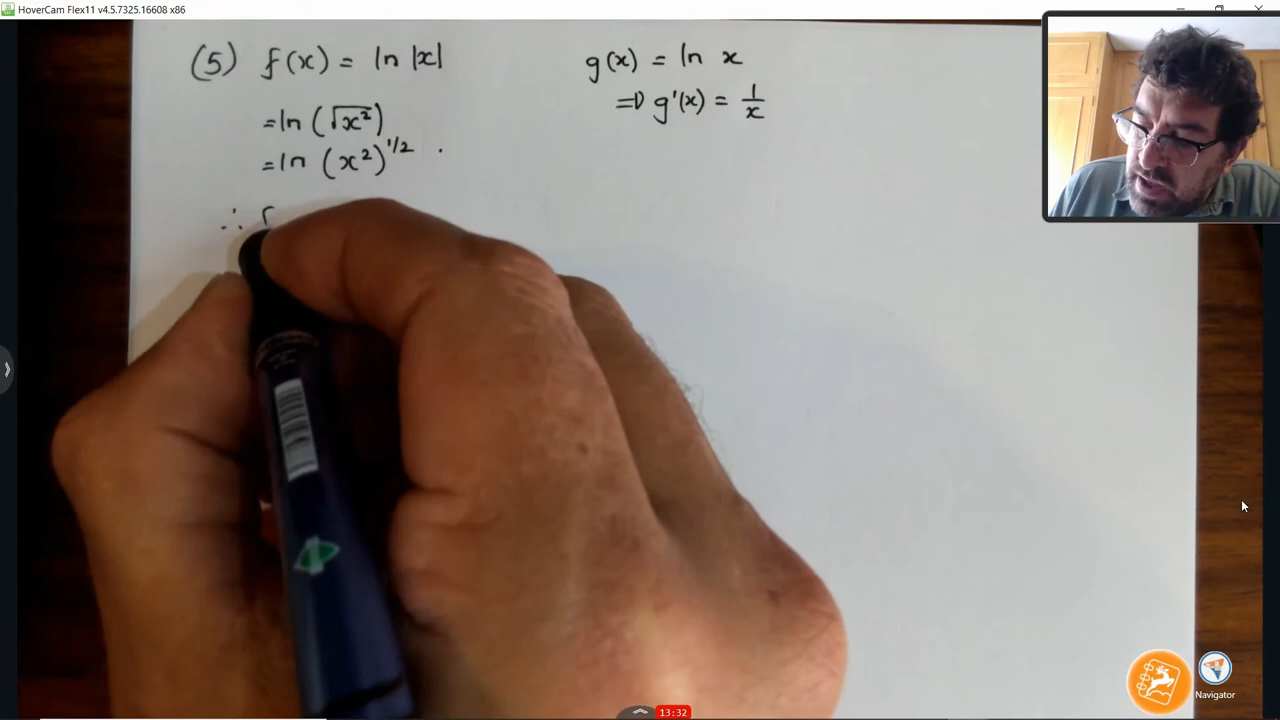 HoverCam Flex11 v4.5.7325.16608 x86
(5) f(x) = ln |x|
= ln (√x²)
= ln (x²)^1/2 .
∴ f
g(x) = ln x
⇒ g'(x) = 1/x
13:32
Navigator